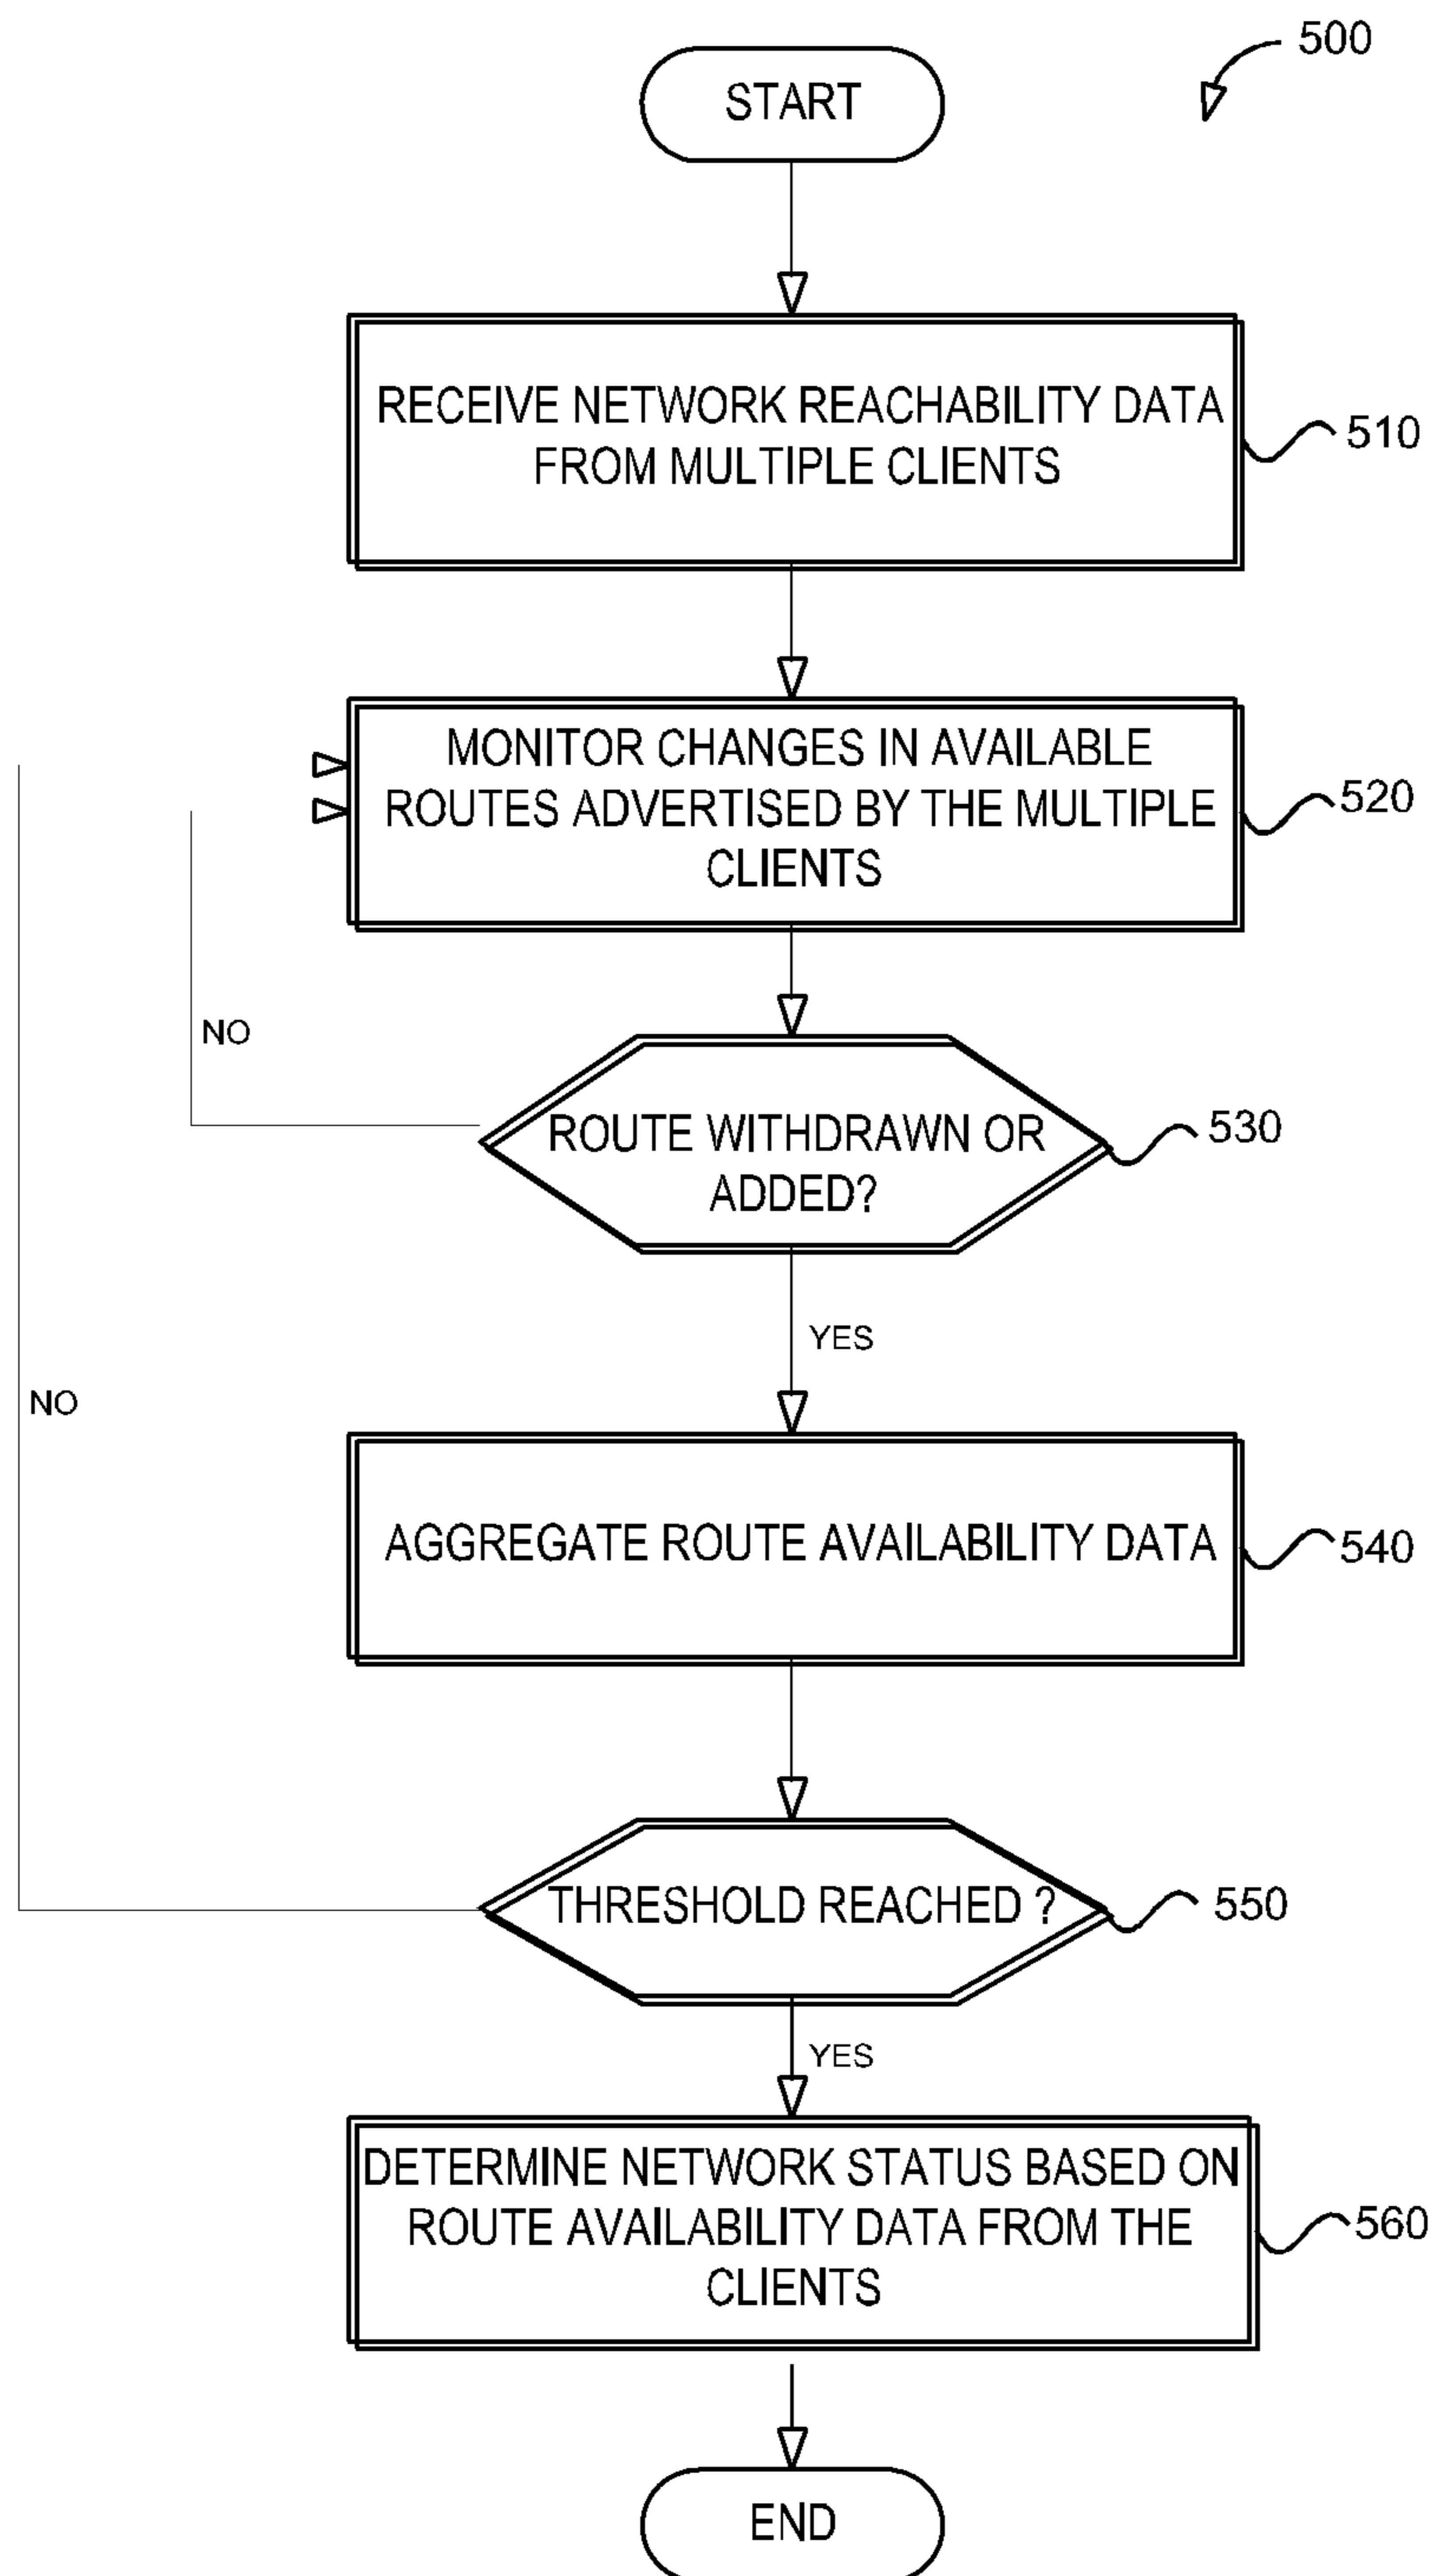 500
START
RECEIVE NETWORK REACHABILITY DATA
FROM MULTIPLE CLIENTS
510
MONITOR CHANGES IN AVAILABLE
ROUTES ADVERTISED BY THE MULTIPLE
CLIENTS
520
NO
ROUTE WITHDRAWN OR
ADDED?
530
YES
NO
AGGREGATE ROUTE AVAILABILITY DATA
540
THRESHOLD REACHED ?
550
YES
DETERMINE NETWORK STATUS BASED ON
ROUTE AVAILABILITY DATA FROM THE
CLIENTS
560
END